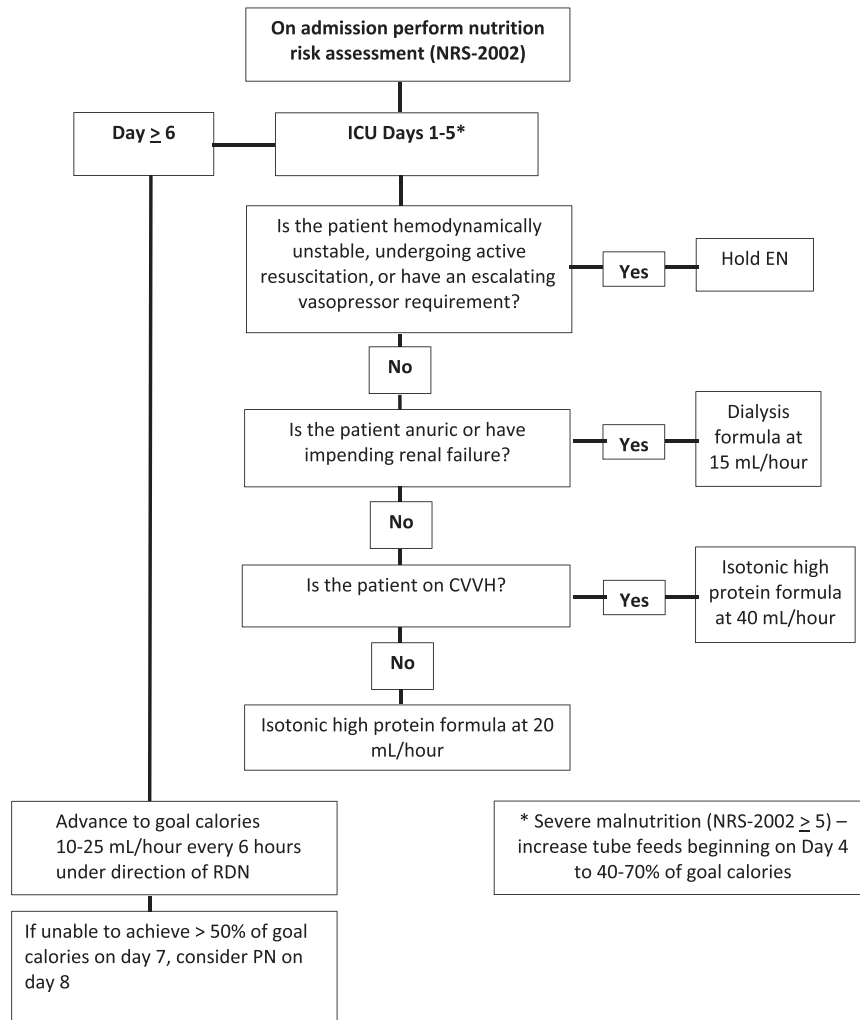 On admission perform nutrition
risk assessment (NRS-2002)
Day ≥ 6
ICU Days 1-5*
Is the patient hemodynamically
unstable, undergoing active
resuscitation, or have an escalating
vasopressor requirement?
Yes
Hold EN
No
Is the patient anuric or have
impending renal failure?
Yes
Dialysis
formula at
15 mL/hour
No
Is the patient on CVVH?
Yes
Isotonic high
protein formula
at 40 mL/hour
No
Isotonic high protein formula at 20
mL/hour
Advance to goal calories
10-25 mL/hour every 6 hours
under direction of RDN
* Severe malnutrition (NRS-2002 ≥ 5) –
increase tube feeds beginning on Day 4
to 40-70% of goal calories
If unable to achieve > 50% of goal
calories on day 7, consider PN on
day 8